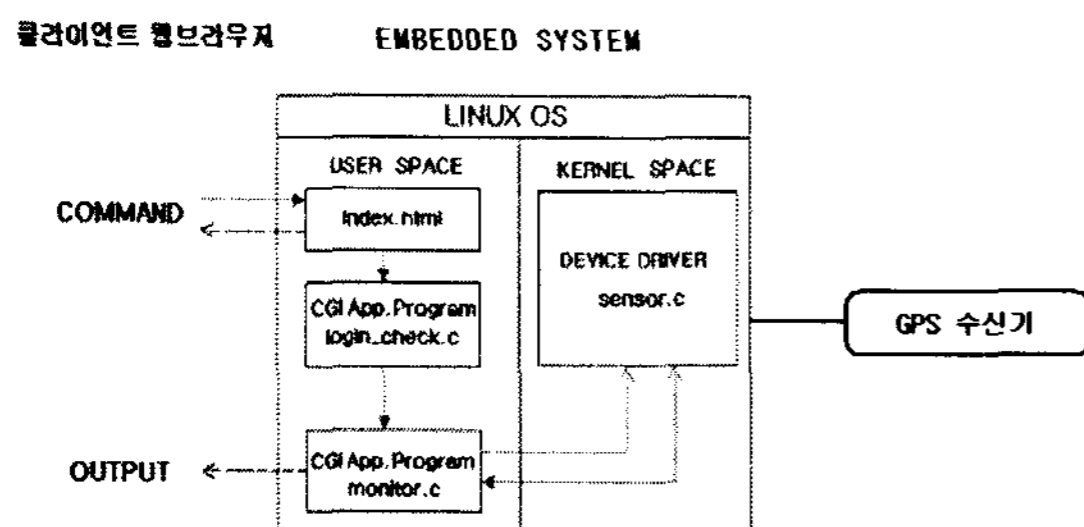 클라이언트 웹브라우저
EMBEDDED SYSTEM
LINUX OS
USER SPACE
KERNEL SPACE
COMMAND
index.html
DEVICE DRIVER
sensor.c
CGI App.Program
login_check.c
GPS 수신기
OUTPUT
CGI App.Program
monitor.c